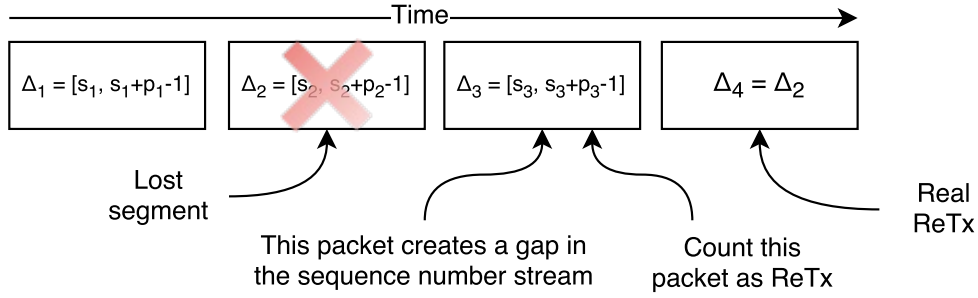 Time
Δ₁ = [s₁, s₁+p₁-1]
Δ₂ = [s₂, s₂+p₂-1]
Δ₃ = [s₃, s₃+p₃-1]
Δ₄ = Δ₂
Lost
segment
This packet creates a gap in
the sequence number stream
Count this
packet as ReTx
Real
ReTx